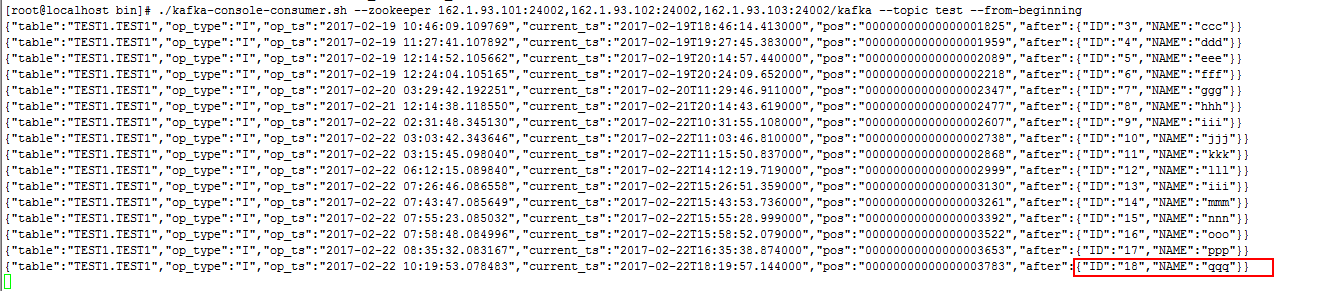 [root@localhost bin]# ./kafka-console-consumer.sh --zookeeper 162.1.93.101:24002,162.1.93.102:24002,162.1.93.103:24002/kafka --topic test --from-beginning
{"table":"TEST1.TEST1","op_type":"I","op_ts":"2017-02-19 10:46:09.109769","current_ts":"2017-02-19T18:46:14.413000","pos":"00000000000000001825","after":{"ID":"3","NAME":"ccc"}}
{"table":"TEST1.TEST1","op_type":"I","op_ts":"2017-02-19 11:27:41.107892","current_ts":"2017-02-19T19:27:45.383000","pos":"00000000000000001959","after":{"ID":"4","NAME":"ddd"}}
{"table":"TEST1.TEST1","op_type":"I","op_ts":"2017-02-19 12:14:52.105662","current_ts":"2017-02-19T20:14:57.440000","pos":"00000000000000002089","after":{"ID":"5","NAME":"eee"}}
{"table":"TEST1.TEST1","op_type":"I","op_ts":"2017-02-19 12:24:04.105165","current_ts":"2017-02-19T20:24:09.652000","pos":"00000000000000002218","after":{"ID":"6","NAME":"fff"}}
{"table":"TEST1.TEST1","op_type":"I","op_ts":"2017-02-20 03:29:42.192251","current_ts":"2017-02-20T11:29:46.911000","pos":"00000000000000002347","after":{"ID":"7","NAME":"ggg"}}
{"table":"TEST1.TEST1","op_type":"I","op_ts":"2017-02-21 12:14:38.118550","current_ts":"2017-02-21T20:14:43.619000","pos":"00000000000000002477","after":{"ID":"8","NAME":"hhh"}}
{"table":"TEST1.TEST1","op_type":"I","op_ts":"2017-02-22 02:31:48.345130","current_ts":"2017-02-22T10:31:55.108000","pos":"00000000000000002607","after":{"ID":"9","NAME":"iii"}}
{"table":"TEST1.TEST1","op_type":"I","op_ts":"2017-02-22 03:03:42.343646","current_ts":"2017-02-22T11:03:46.810000","pos":"00000000000000002738","after":{"ID":"10","NAME":"jjj"}}
{"table":"TEST1.TEST1","op_type":"I","op_ts":"2017-02-22 03:15:45.098040","current_ts":"2017-02-22T11:15:50.837000","pos":"00000000000000002868","after":{"ID":"11","NAME":"kkk"}}
{"table":"TEST1.TEST1","op_type":"I","op_ts":"2017-02-22 06:12:15.089840","current_ts":"2017-02-22T14:12:19.719000","pos":"00000000000000002999","after":{"ID":"12","NAME":"lll"}}
{"table":"TEST1.TEST1","op_type":"I","op_ts":"2017-02-22 07:26:46.086558","current_ts":"2017-02-22T15:26:51.359000","pos":"00000000000000003130","after":{"ID":"13","NAME":"iii"}}
{"table":"TEST1.TEST1","op_type":"I","op_ts":"2017-02-22 07:43:47.085649","current_ts":"2017-02-22T15:43:53.736000","pos":"00000000000000003261","after":{"ID":"14","NAME":"mmm"}}
{"table":"TEST1.TEST1","op_type":"I","op_ts":"2017-02-22 07:55:23.085032","current_ts":"2017-02-22T15:55:28.999000","pos":"00000000000000003392","after":{"ID":"15","NAME":"nnn"}}
{"table":"TEST1.TEST1","op_type":"I","op_ts":"2017-02-22 07:58:48.084996","current_ts":"2017-02-22T15:58:52.079000","pos":"00000000000000003522","after":{"ID":"16","NAME":"ooo"}}
{"table":"TEST1.TEST1","op_type":"I","op_ts":"2017-02-22 08:35:32.083167","current_ts":"2017-02-22T16:35:38.874000","pos":"00000000000000003653","after":{"ID":"17","NAME":"ppp"}}
{"table":"TEST1.TEST1","op_type":"I","op_ts":"2017-02-22 10:19:53.078483","current_ts":"2017-02-22T18:19:57.144000","pos":"00000000000000003783","after":{"ID":"18","NAME":"qqq"}}